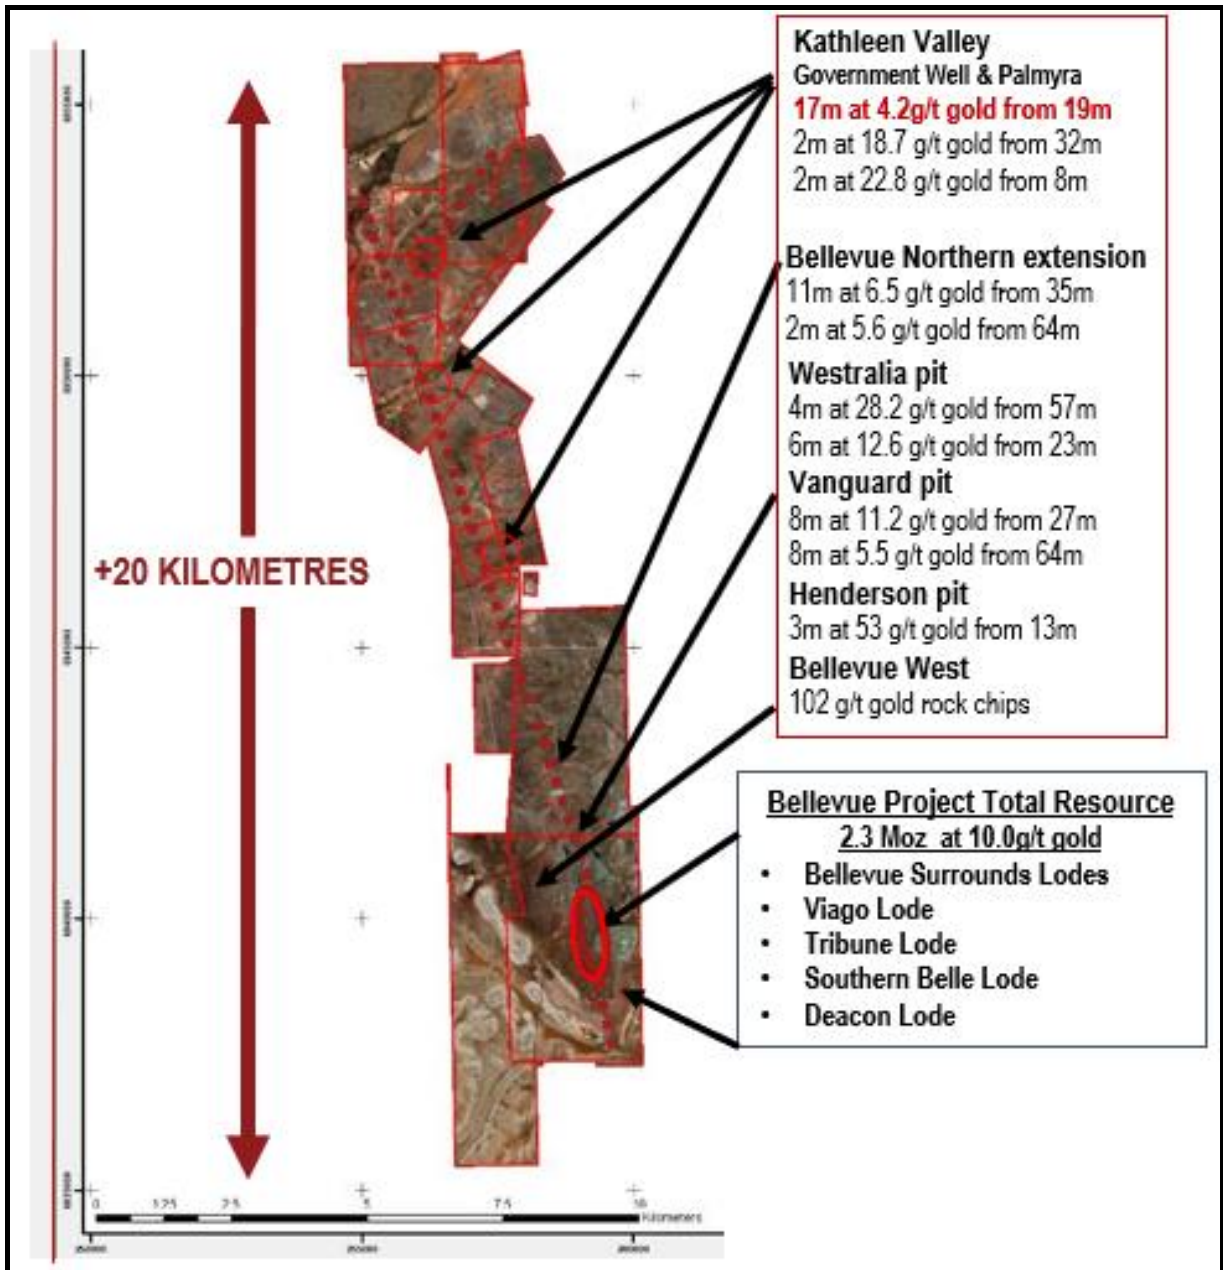 Kathleen Valley
Government Well & Palmyra
17m at 4.2g/t gold from 19m
2m at 18.7 g/t gold from 32m
2m at 22.8 g/t gold from 8m
Bellevue Northern extension
11m at 6.5 g/t gold from 35m
2m at 5.6 g/t gold from 64m
Westralia pit
4m at 28.2 g/t gold from 57m
6m at 12.6 g/t gold from 23m
Vanguard pit
8m at 11.2 g/t gold from 27m
8m at 5.5 g/t gold from 64m
Henderson pit
3m at 53 g/t gold from 13m
Bellevue West
102 g/t gold rock chips
+20 KILOMETRES
Bellevue Project Total Resource
2.3 Moz at 10.0g/t gold
• Bellevue Surrounds Lodes
• Viago Lode
• Tribune Lode
• Southern Belle Lode
• Deacon Lode
0 1.25 2.5 5 7.5 10
Kilometers